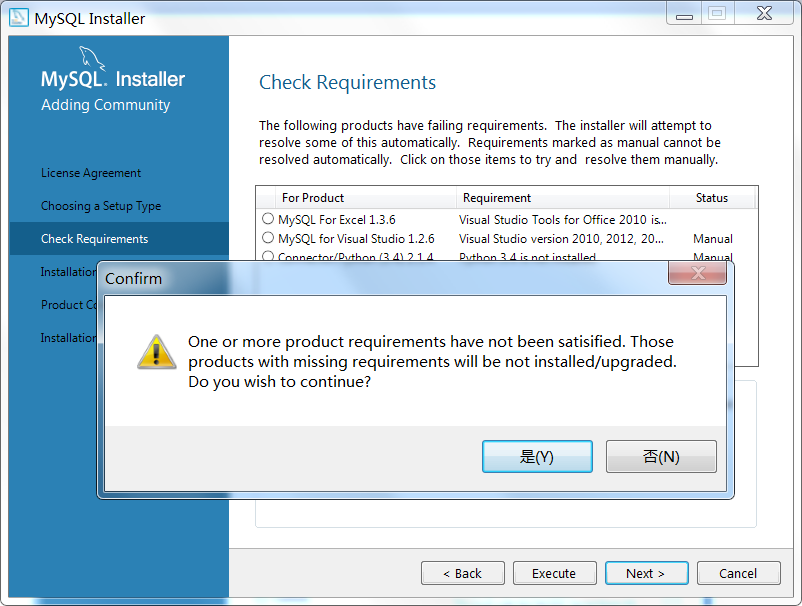 MySQL Installer
MySQL. Installer
Adding Community
License Agreement
Choosing a Setup Type
Check Requirements
Installation
Product Co
Installation
Check Requirements
The following products have failing requirements. The installer will attempt to
resolve some of this automatically. Requirements marked as manual cannot be
resolved automatically. Click on those items to try and resolve them manually.
For Product Requirement Status
MySQL For Excel 1.3.6 Visual Studio Tools for Office 2010 is...
MySQL for Visual Studio 1.2.6 Visual Studio version 2010, 2012, 20... Manual
Connector/Python (3.4) 2.1.4 Python 3.4 is not installed Manual
Confirm
One or more product requirements have not been satisified. Those
products with missing requirements will be not installed/upgraded.
Do you wish to continue?
是(Y) 否(N)
< Back Execute Next > Cancel